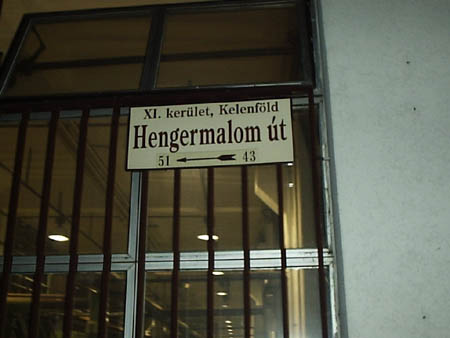 XI. kerület, Kelenföld
Hengermalom út
51 43